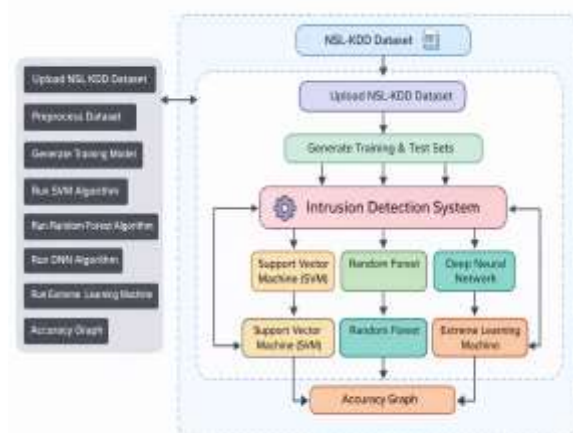 NSL-KDD Dataset
Upload NSL KDD Dataset
Preprocess Dataset
Generate Training Model
Run SVM Algorithm
Run Random Forest Algorithm
Run DNN Algorithm
Run Extreme Learning Machine
Accuracy Graph
Upload NSL-KDD Dataset
Generate Training & Test Sets
Intrusion Detection System
Support Vector
Machine (SVM)
Random Forest
Deep Neural
Network
Support Vector
Machine (SVM)
Random Forest
Extreme Learning
Machine
Accuracy Graph